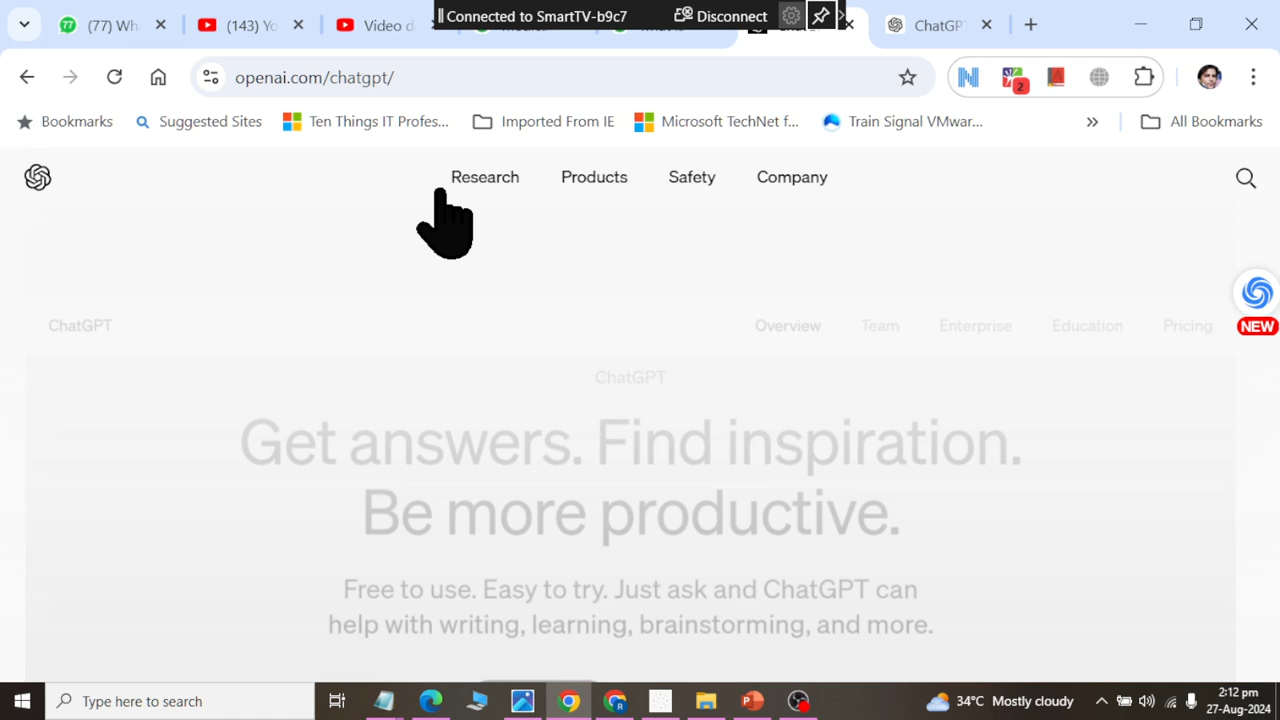 Connected to SmartTV-b9c7
Disconnect
(77) Wh
(143) Yo
Video d
ChatGP
openai.com/chatgpt/
2
Bookmarks
Suggested Sites
Ten Things IT Profes...
Imported From IE
Microsoft TechNet f...
Train Signal VMwar...
»
All Bookmarks
Research
Products
Safety
Company
NEW
ChatGPT
Overview
Team
Enterprise
Education
Pricing
ChatGPT
Get answers. Find inspiration.
Be more productive.
Free to use. Easy to try. Just ask and ChatGPT can
help with writing, learning, brainstorming, and more.
Type here to search
34°C Mostly cloudy
2:12 pm
27-Aug-2024